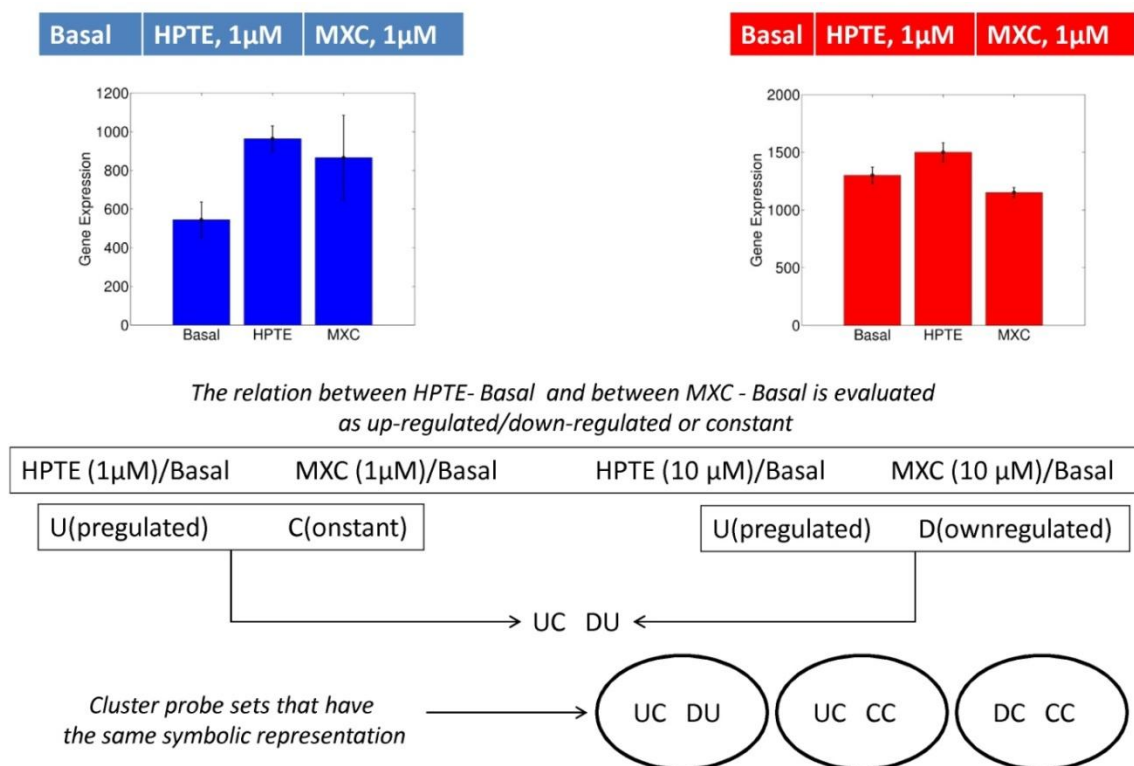 Basal HPTE, 1µM MXC, 1µM
Basal HPTE, 1µM MXC, 1µM
1200
1000
800
600
400
200
0
Gene Expression
Basal HPTE MXC
2000
1500
1000
500
0
Gene Expression
Basal HPTE MXC
The relation between HPTE- Basal and between MXC - Basal is evaluated
as up-regulated/down-regulated or constant
HPTE (1µM)/Basal MXC (1µM)/Basal HPTE (10 µM)/Basal MXC (10 µM)/Basal
U(pregulated) C(onstant) U(pregulated) D(ownregulated)
UC DU
Cluster probe sets that have
the same symbolic representation
UC DU UC CC DC CC